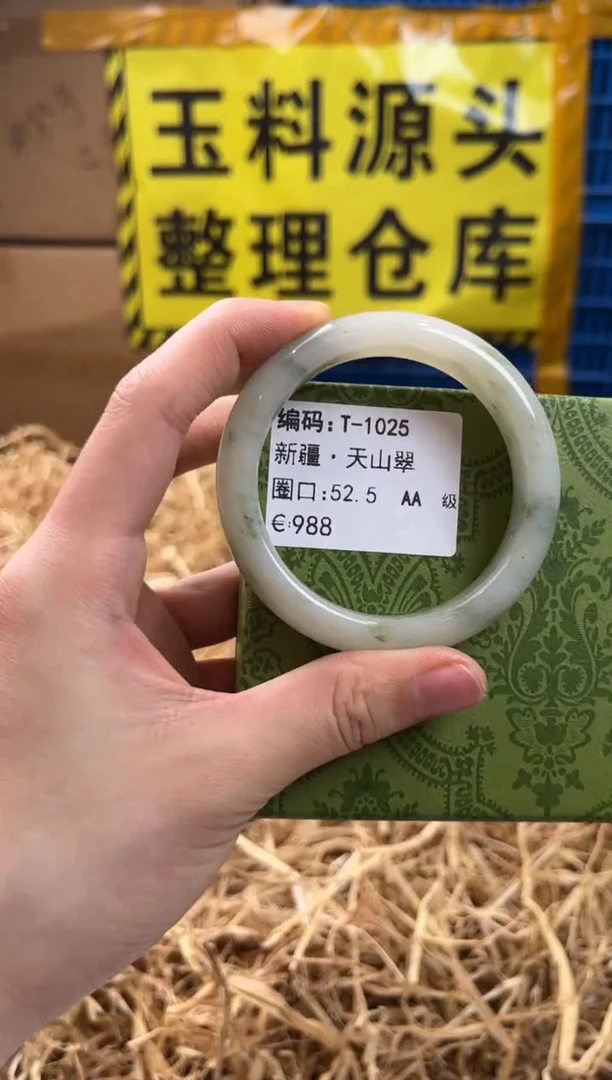 玉料源头
整理仓库
编码:T-1025
新疆·天山翠
圈口:52.5 AA 级
€:988